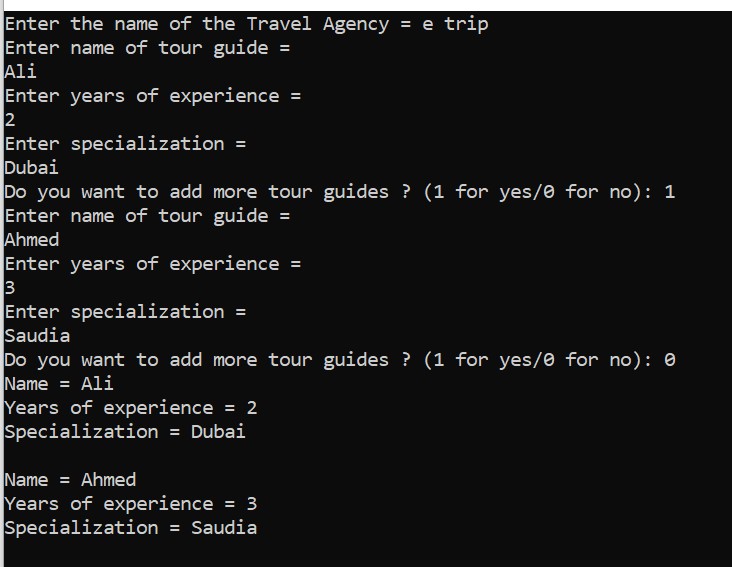 Enter the name of the Travel Agency = e trip
Enter name of tour guide =
Ali
Enter years of experience =
2
Enter specialization =
Dubai
Do you want to add more tour guides ? (1 for yes/0 for no): 1
Enter name of tour guide =
Ahmed
Enter years of experience =
3
Enter specialization =
Saudia
Do you want to add more tour guides ? (1 for yes/0 for no): 0
Name = Ali
Years of experience = 2
Specialization = Dubai
Name = Ahmed
Years of experience = 3
Specialization = Saudia